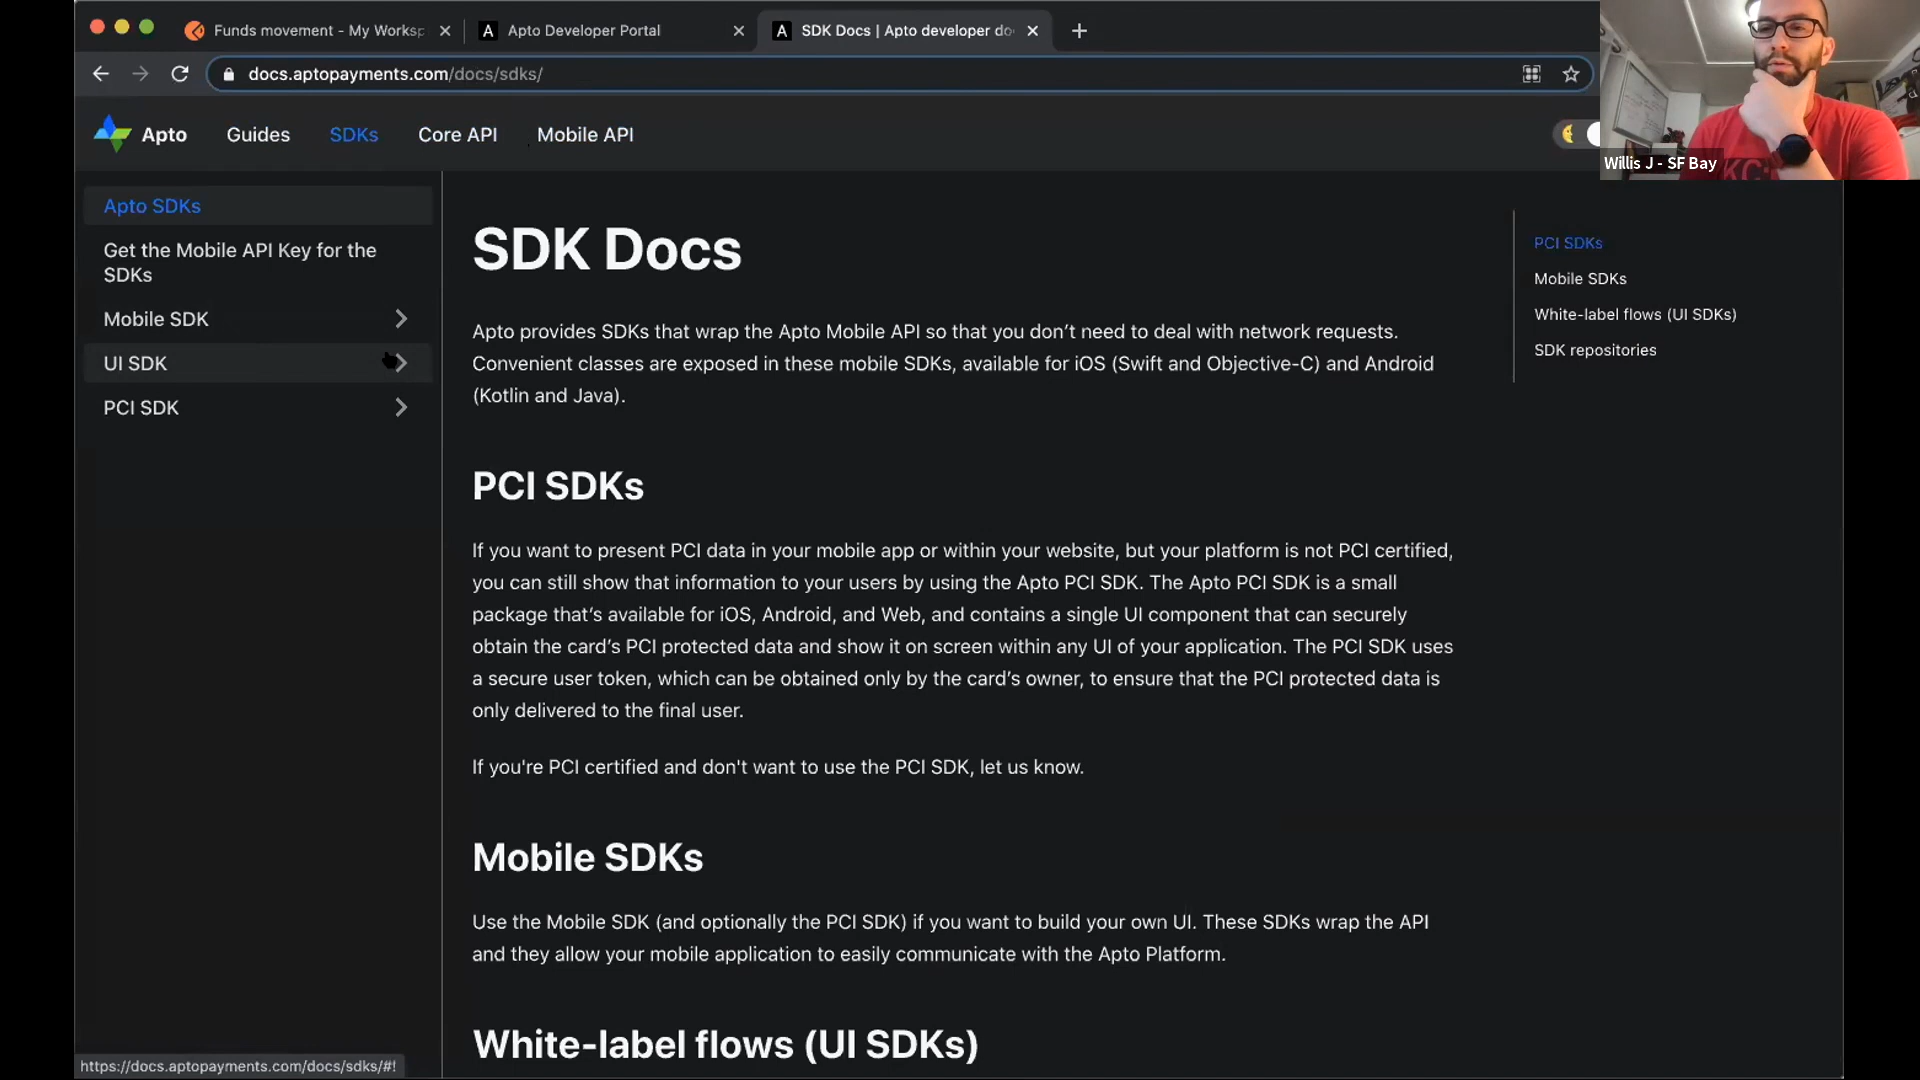 Funds movement - My Worksp
Apto Developer Portal
SDK Docs | Apto developer do
docs.aptopayments.com/docs/sdks/
Apto
Guides
SDKs
Core API
Mobile API
Willis J - SF Bay
Apto SDKs
Get the Mobile API Key for the
SDKs
Mobile SDK
UI SDK
PCI SDK
SDK Docs
Apto provides SDKs that wrap the Apto Mobile API so that you don’t need to deal with network requests.
Convenient classes are exposed in these mobile SDKs, available for iOS (Swift and Objective-C) and Android
(Kotlin and Java).
PCI SDKs
If you want to present PCI data in your mobile app or within your website, but your platform is not PCI certified,
you can still show that information to your users by using the Apto PCI SDK. The Apto PCI SDK is a small
package that’s available for iOS, Android, and Web, and contains a single UI component that can securely
obtain the card’s PCI protected data and show it on screen within any UI of your application. The PCI SDK uses
a secure user token, which can be obtained only by the card’s owner, to ensure that the PCI protected data is
only delivered to the final user.
If you're PCI certified and don't want to use the PCI SDK, let us know.
Mobile SDKs
Use the Mobile SDK (and optionally the PCI SDK) if you want to build your own UI. These SDKs wrap the API
and they allow your mobile application to easily communicate with the Apto Platform.
White-label flows (UI SDKs)
PCI SDKs
Mobile SDKs
White-label flows (UI SDKs)
SDK repositories
https://docs.aptopayments.com/docs/sdks/#!